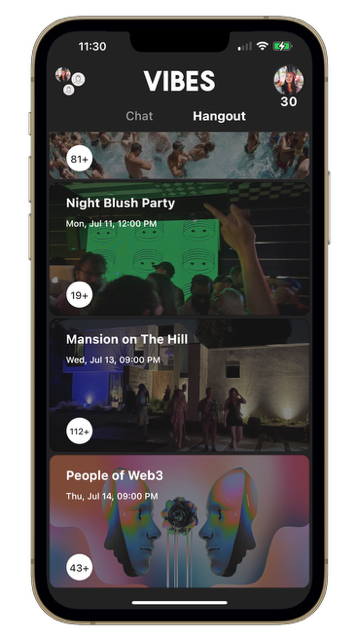 11:30
VIBES
30
Chat Hangout
81+
Night Blush Party
Mon, Jul 11, 12:00 PM
19+
Mansion on The Hill
Wed, Jul 13, 09:00 PM
112+
People of Web3
Thu, Jul 14, 09:00 PM
43+